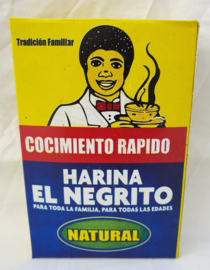 Tradición Familiar
COCIMIENTO RAPIDO
HARINA
EL NEGRITO
PARA TODA LA FAMILIA, PARA TODAS LAS EDADES
NATURAL